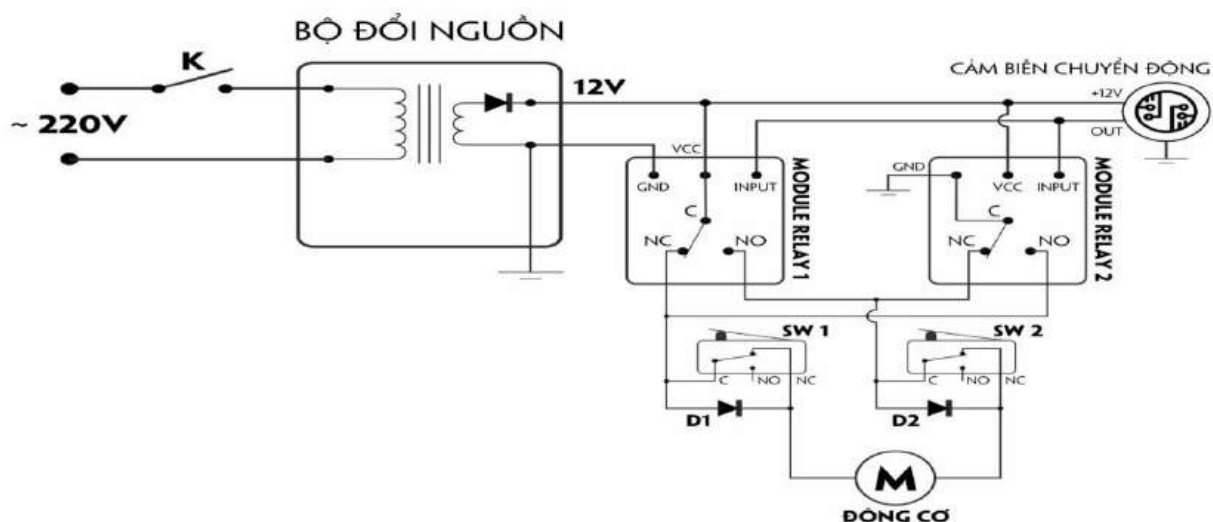 BỘ ĐỔI NGUỒN
K
~ 220V
12V
CẢM BIẾN CHUYỂN ĐỘNG
+12V
OUT
VCC
GND
INPUT
C
NC
NO
MODULE RELAY 1
GND
VCC
INPUT
C
NC
NO
MODULE RELAY 2
SW 1
C
NO
NC
D1
SW 2
C
NO
NC
D2
M
ĐỘNG CƠ